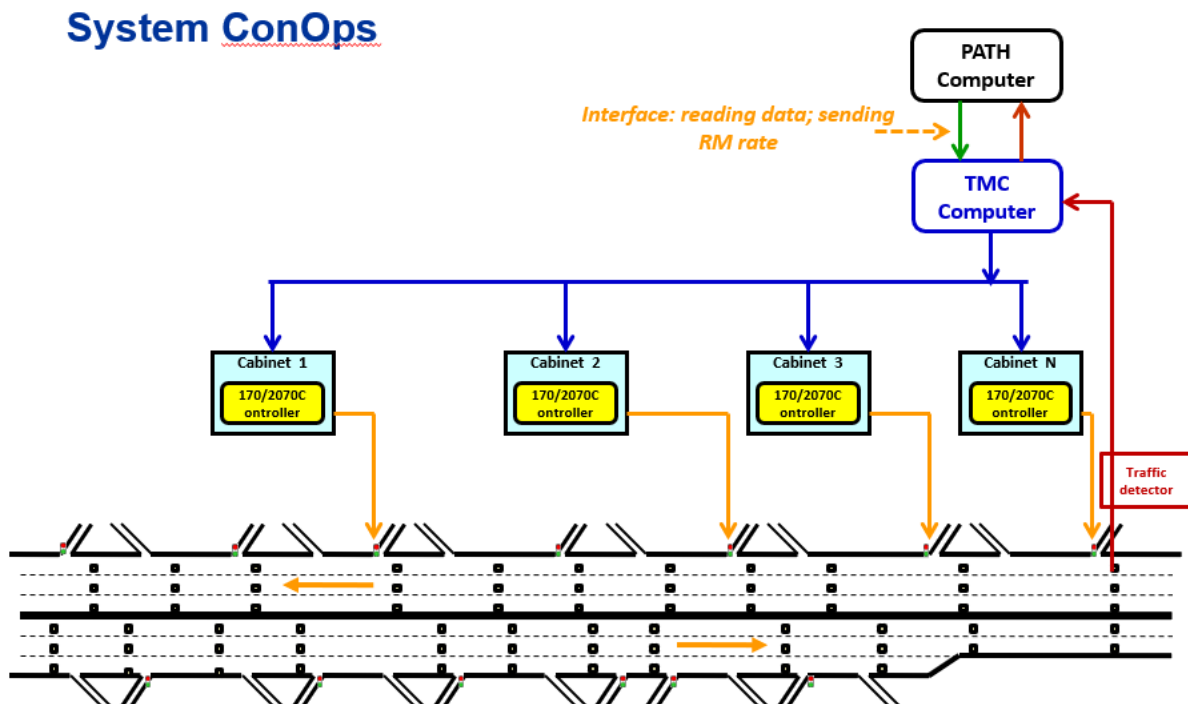 System ConOps
PATH
Computer
Interface: reading data; sending
RM rate
TMC
Computer
Cabinet 1
170/2070C
ontroller
Cabinet 2
170/2070C
ontroller
Cabinet 3
170/2070C
ontroller
Cabinet N
170/2070C
ontroller
Traffic
detector